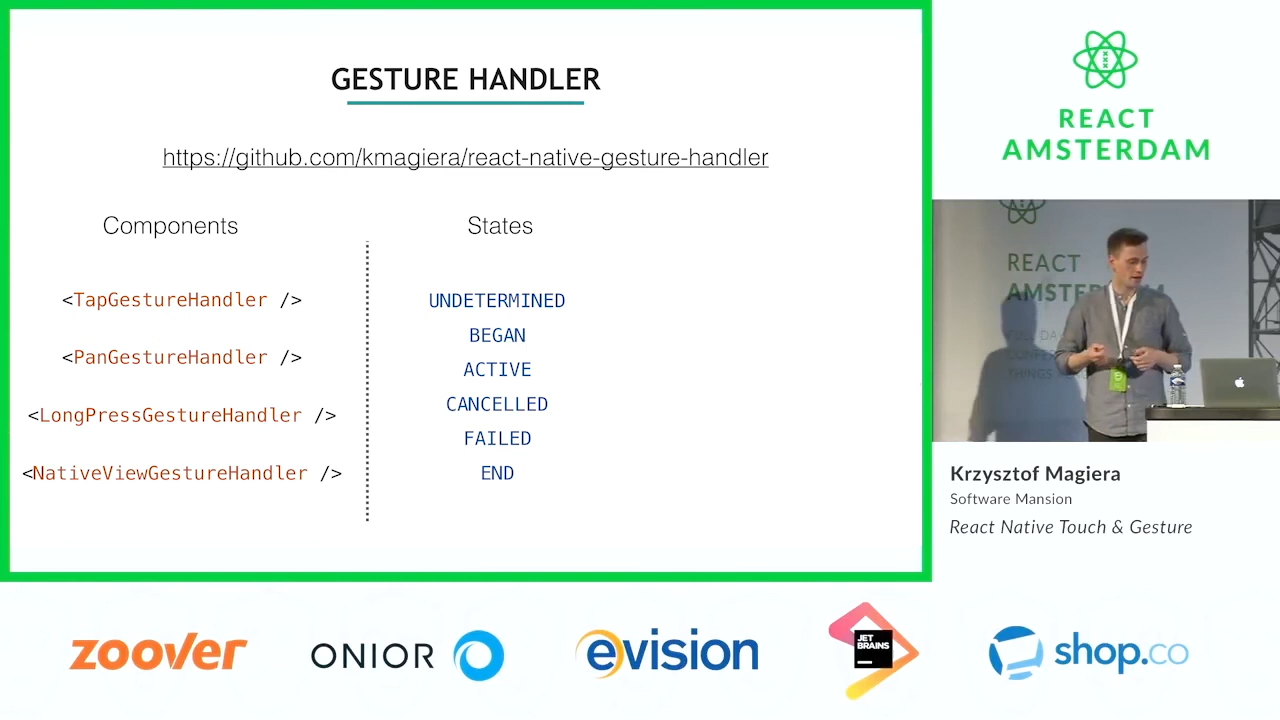 GESTURE HANDLER
https://github.com/kmagiera/react-native-gesture-handler
Components
<TapGestureHandler />
<PanGestureHandler />
<LongPressGestureHandler />
<NativeViewGestureHandler />
States
UNDETERMINED
BEGAN
ACTIVE
CANCELLED
FAILED
END
REACT
AMSTERDAM
REACT
Krzysztof Magiera
Software Mansion
React Native Touch & Gesture
zoover
ONIOR
evision
JET
BRAINS
shop.co